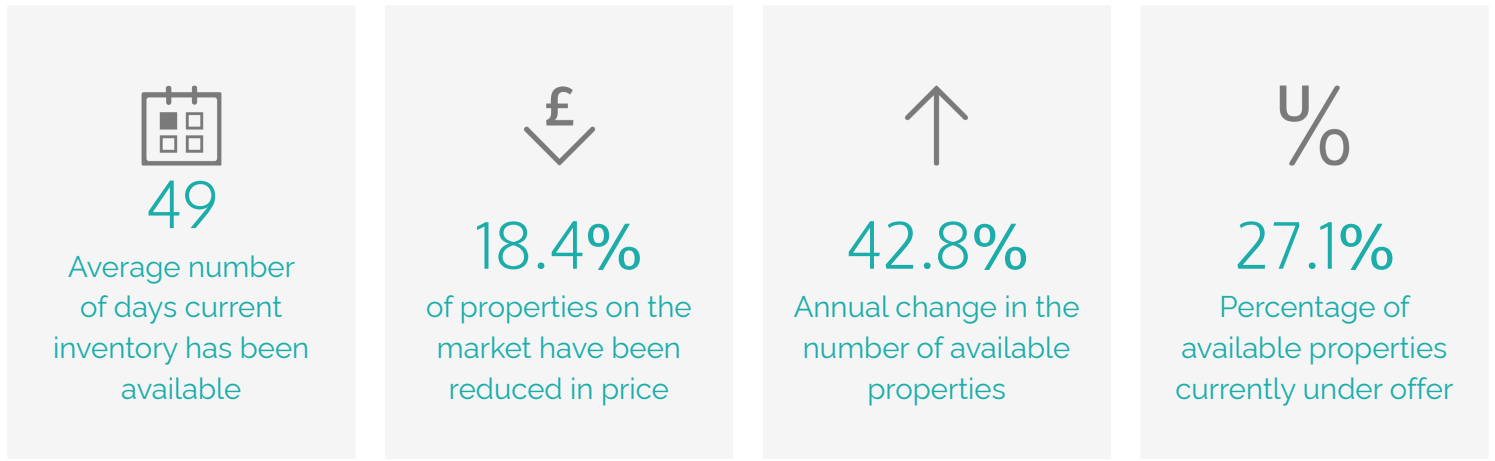 49
Average number
of days current
inventory has been
available
£
18.4%
of properties on the
market have been
reduced in price
42.8%
Annual change in the
number of available
properties
U%
27.1%
Percentage of
available properties
currently under offer